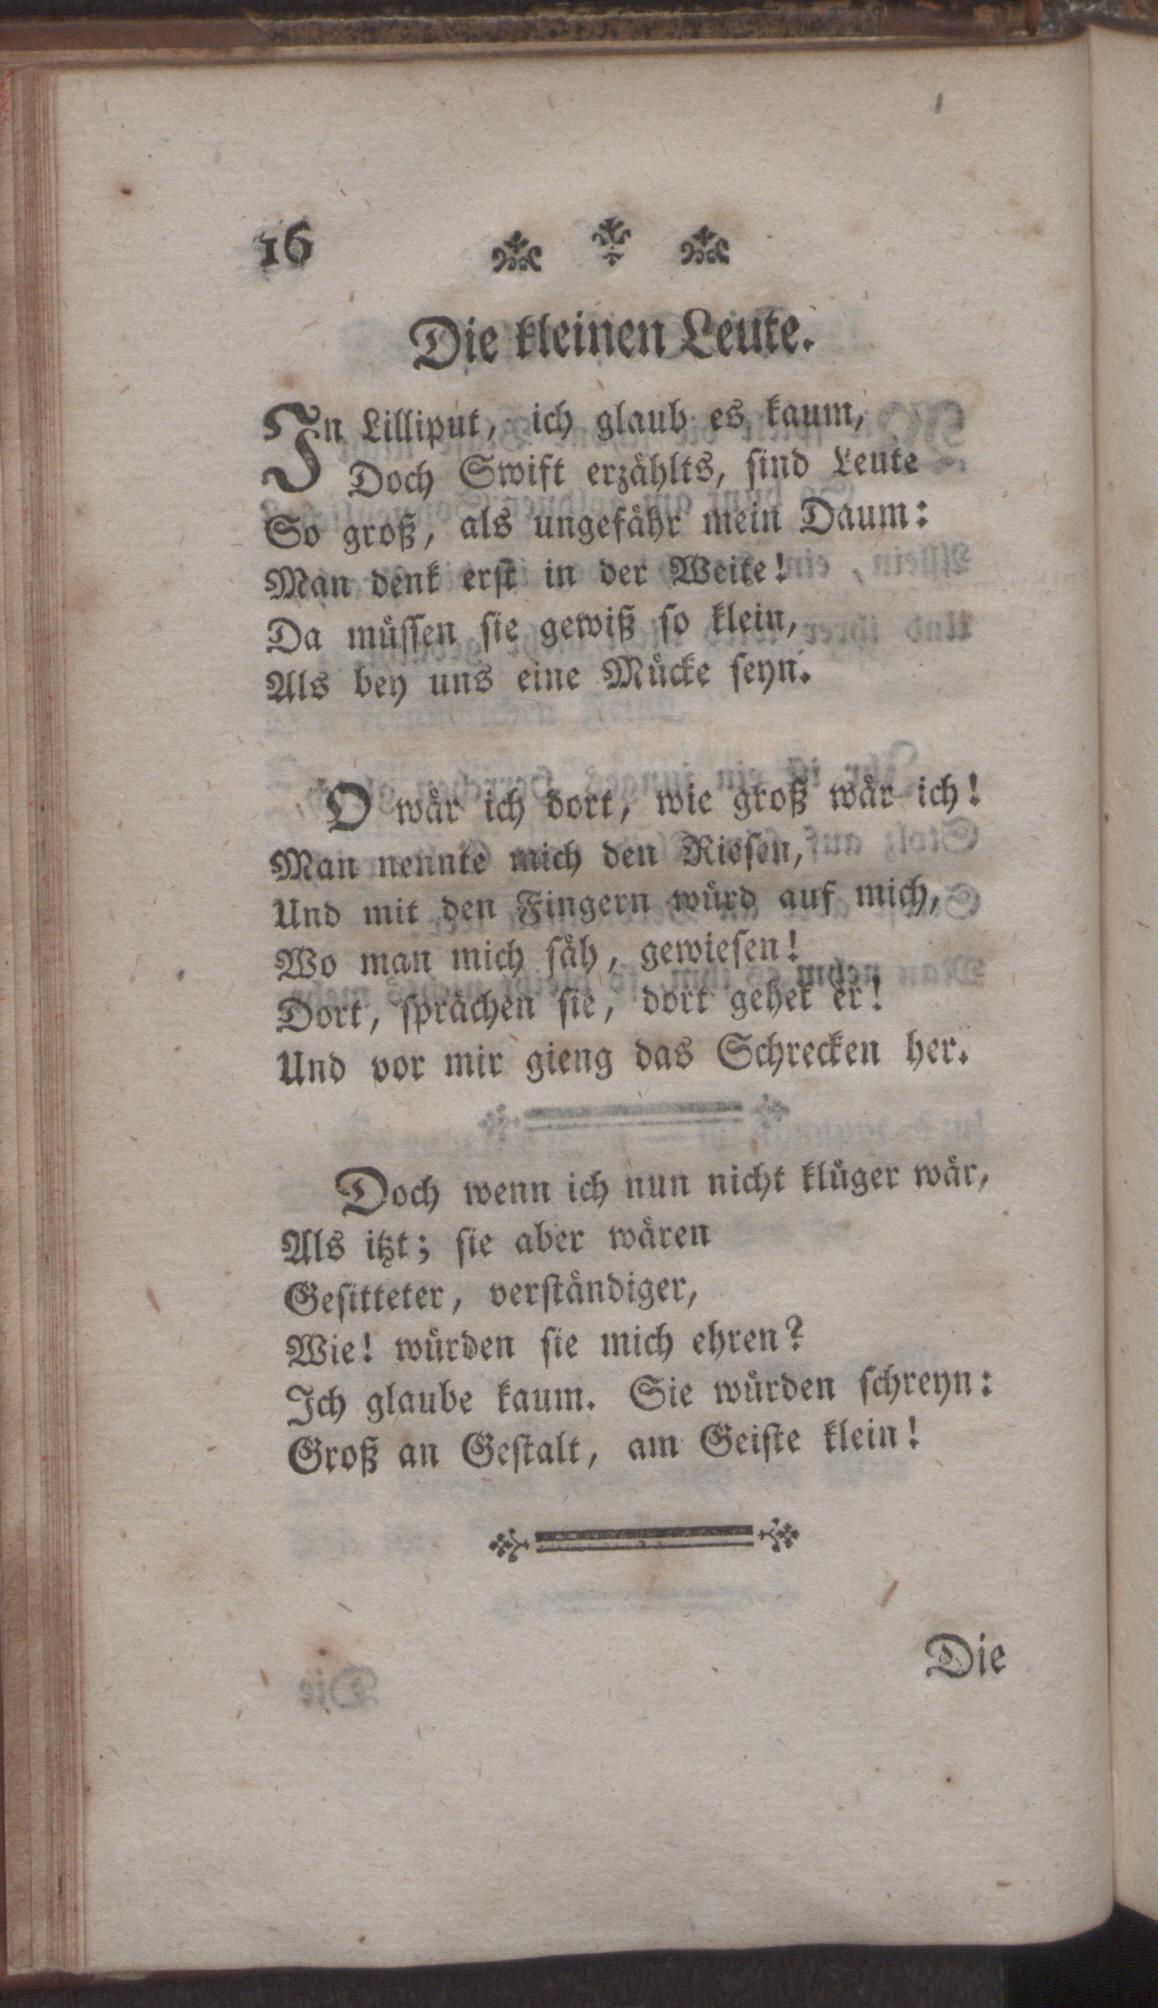 16
Die kleinen Leute.
In Lilliput, ich glaub es kaum,
Doch Swift erzählts, sind Leute
So groß, als ungefähr mein Daum:
Man denk erst in der Weite!
Da müssen sie gewiß so klein,
Als bey uns eine Mücke seyn.
O wär ich dort, wie groß wär ich!
Man nennte mich den Riesen,
Und mit den Fingern würd auf mich,
Wo man mich säh, gewiesen!
Dort, sprächen sie, dort gehet er!
Und vor mir gieng das Schrecken her.
Doch wenn ich nun nicht klüger wär,
Als itzt; sie aber wären
Gesitteter, verständiger,
Wie! würden sie mich ehren?
Ich glaube kaum. Sie würden schreyn:
Groß an Gestalt, am Geiste klein!
Die